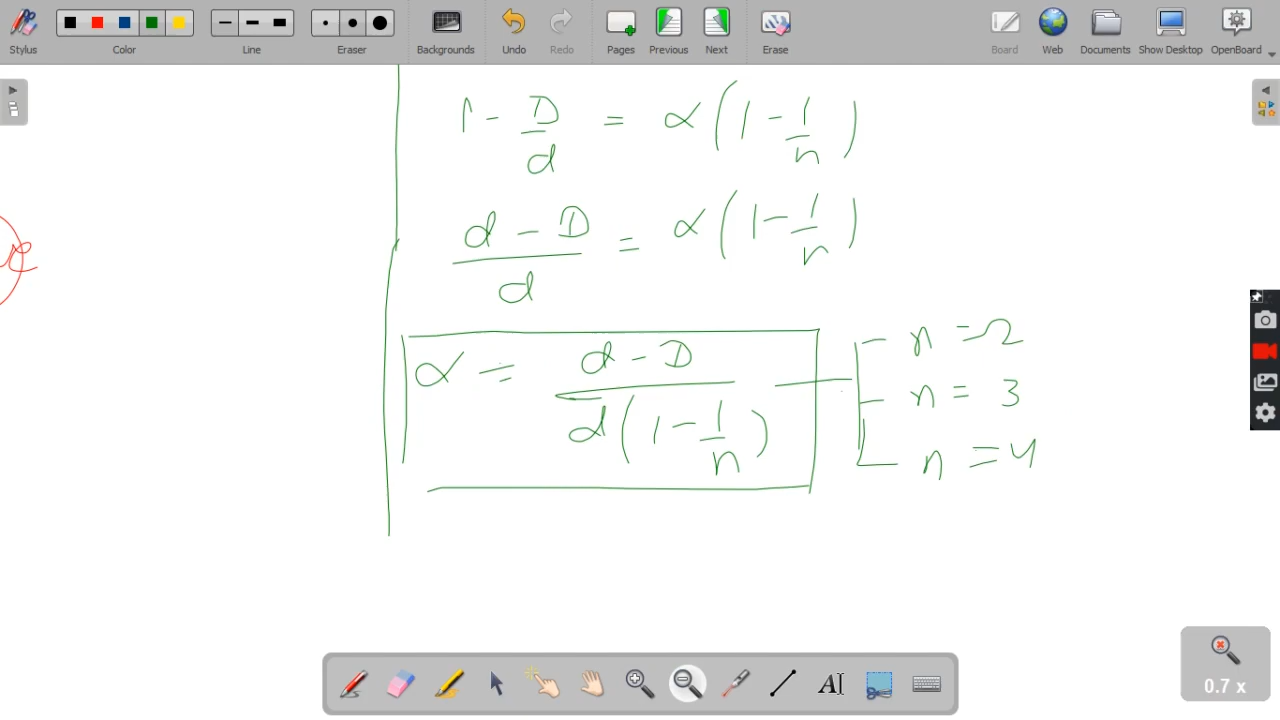 Stylus Color Line Eraser Backgrounds Undo Redo Pages Previous Next Erase Board Web Documents Show Desktop OpenBoard
1 - D/d = α(1 - 1/n)
d - D/d = α(1 - 1/n)
α = d - D/d(1 - 1/n)
n = 2
n = 3
n = 4
AI
0.7 x